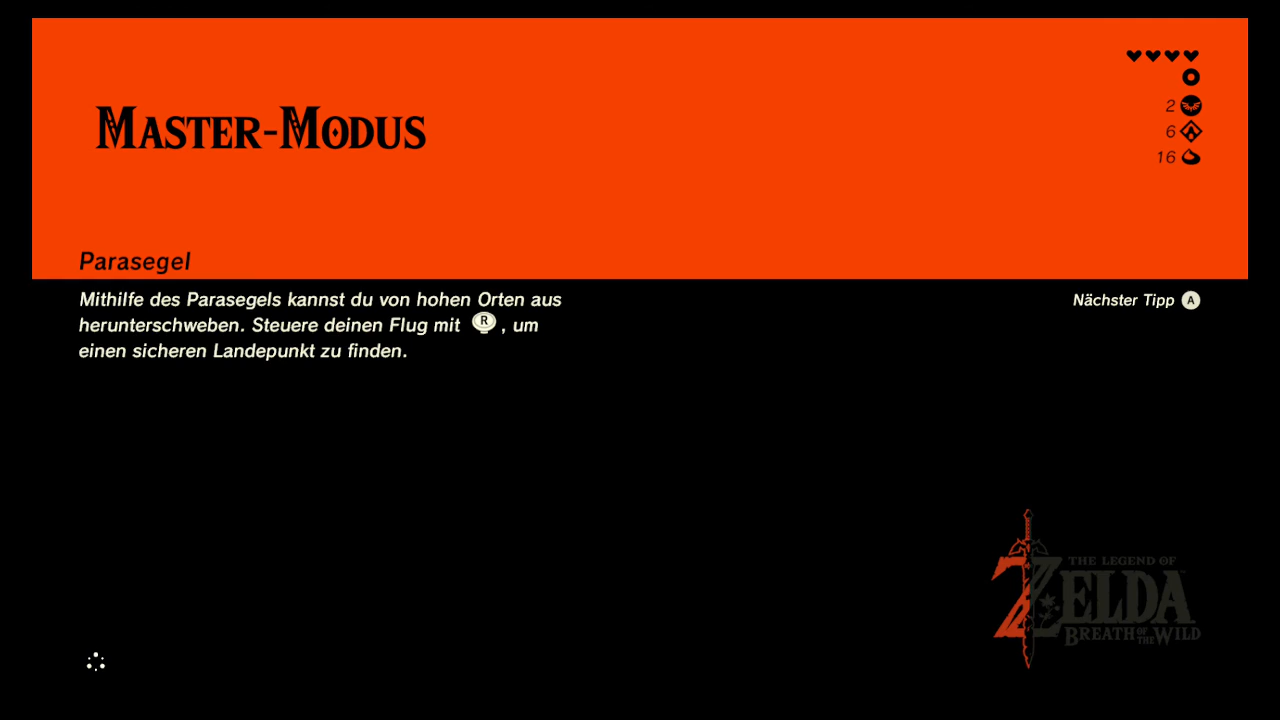 MASTER-MODUS
2
6
16
Parasegel
Mithilfe des Parasegels kannst du von hohen Orten aus
herunterschweben. Steuere deinen Flug mit R, um
einen sicheren Landepunkt zu finden.
Nächster Tipp A
THE LEGEND OF
ZELDA
BREATH OF THE WILD